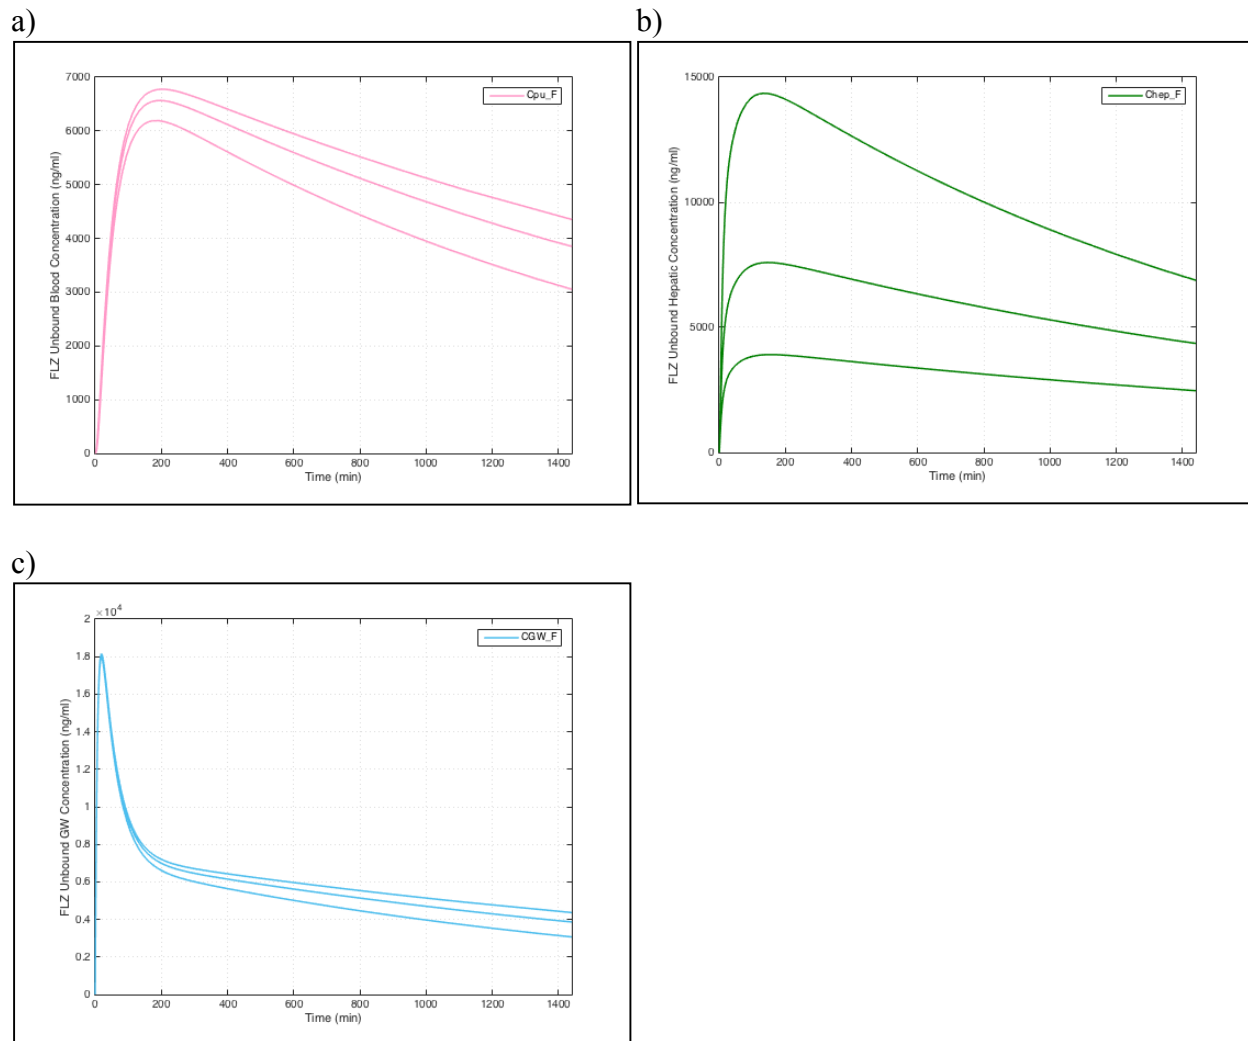 a)
7000
6000
5000
4000
3000
2000
1000
0
FLZ Unbound Blood Concentration (ng/ml)
Cpu_F
0 200 400 600 800 1000 1200 1400
Time (min)
b)
15000
10000
5000
0
FLZ Unbound Hepatic Concentration (ng/ml)
Chep_F
0 200 400 600 800 1000 1200 1400
Time (min)
c)
×10⁴
2
1.8
1.6
1.4
1.2
1
0.8
0.6
0.4
0.2
0
FLZ Unbound GW Concentration (ng/ml)
CGW_F
0 200 400 600 800 1000 1200 1400
Time (min)